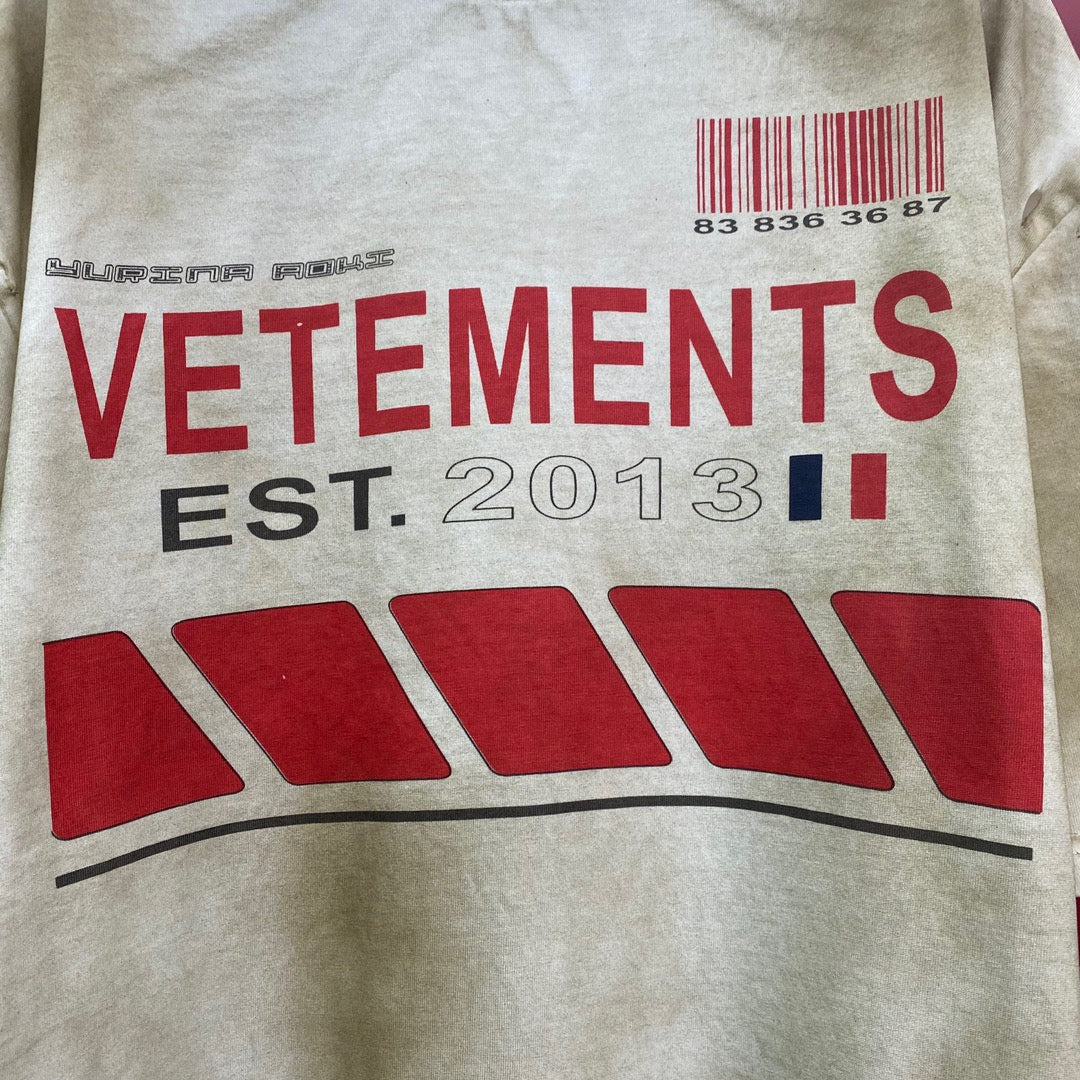 83 836 36 87
YURINA AOKI
VETEMENTS
EST. 2013